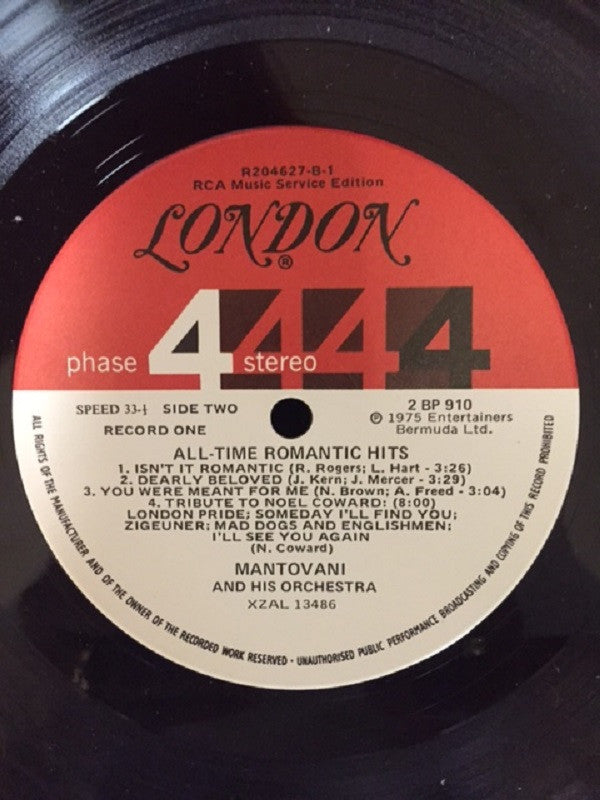 R204627-B-1
RCA Music Service Edition
LONDON
®
phase 4 stereo 4 4 4
SPEED 33-⅓ SIDE TWO
RECORD ONE
2 BP 910
℗ 1975 Entertainers
Bermuda Ltd.
ALL-TIME ROMANTIC HITS
1. ISN'T IT ROMANTIC (R. Rogers; L. Hart - 3:26)
2. DEARLY BELOVED (J. Kern; J. Mercer - 3:29)
3. YOU WERE MEANT FOR ME (N. Brown; A. Freed - 3:04)
4. TRIBUTE TO NOEL COWARD: (8:00)
LONDON PRIDE; SOMEDAY I'LL FIND YOU;
ZIGEUNER; MAD DOGS AND ENGLISHMEN;
I'LL SEE YOU AGAIN
(N. Coward)
MANTOVANI
AND HIS ORCHESTRA
XZAL 13486
ALL RIGHTS OF THE MANUFACTURER AND OF THE OWNER OF THE RECORDED WORK RESERVED · UNAUTHORISED PUBLIC PERFORMANCE BROADCASTING AND COPYING OF THIS RECORD PROHIBITED